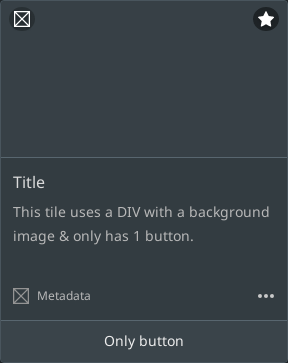 Title
This tile uses a DIV with a background
image & only has 1 button.
Metadata
Only button